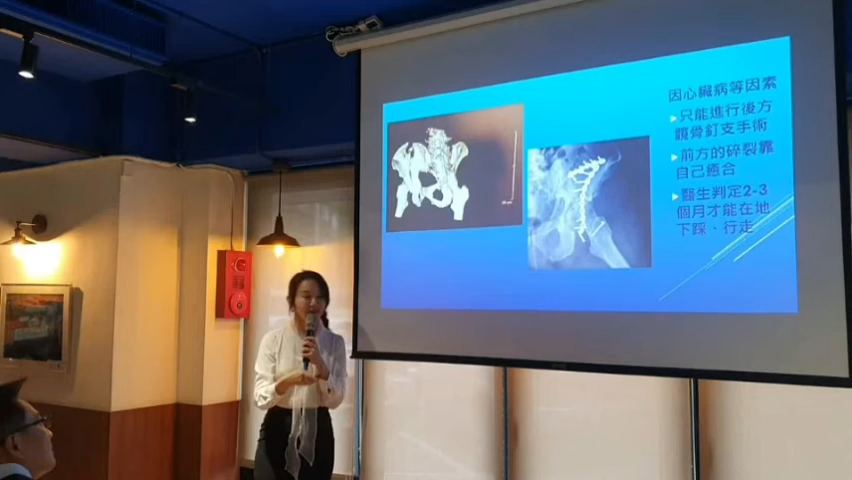 因心臟病等因素
只能進行後方
髖骨釘支手術
前方的碎裂靠
自己癒合
醫生判定2-3
個月才能在地
下踩、行走